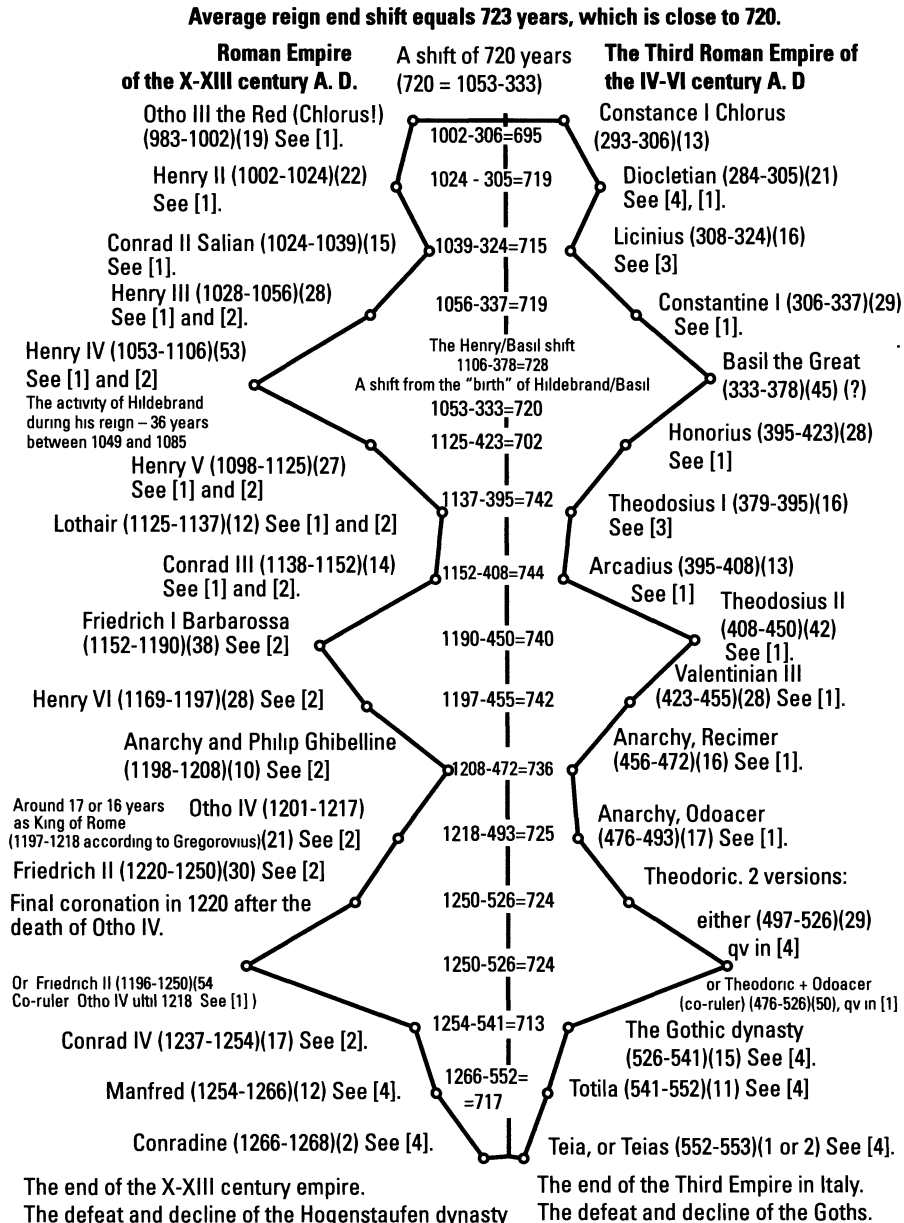 Average reign end shift equals 723 years, which is close to 720.
Roman Empire
of the X-XIII century A. D.
A shift of 720 years
(720 = 1053-333)
The Third Roman Empire of
the IV-VI century A. D
Otho III the Red (Chlorus!)
(983-1002)(19) See [1].
1002-306=695
Constance I Chlorus
(293-306)(13)
Henry II (1002-1024)(22)
See [1].
1024 - 305=719
Diocletian (284-305)(21)
See [4], [1].
Conrad II Salian (1024-1039)(15)
See [1].
1039-324=715
Licinius (308-324)(16)
See [3]
Henry III (1028-1056)(28)
See [1] and [2].
1056-337=719
Constantine I (306-337)(29)
See [1].
Henry IV (1053-1106)(53)
See [1] and [2]
The activity of Hildebrand
during his reign – 36 years
between 1049 and 1085
The Henry/Basil shift
1106-378=728
A shift from the "birth" of Hildebrand/Basil
1053-333=720
Basil the Great
(333-378)(45) (?)
Henry V (1098-1125)(27)
See [1] and [2]
1125-423=702
Honorius (395-423)(28)
See [1]
Lothair (1125-1137)(12) See [1] and [2]
1137-395=742
Theodosius I (379-395)(16)
See [3]
Conrad III (1138-1152)(14)
See [1] and [2].
1152-408=744
Arcadius (395-408)(13)
See [1]
Friedrich I Barbarossa
(1152-1190)(38) See [2]
1190-450=740
Theodosius II
(408-450)(42)
See [1].
Henry VI (1169-1197)(28) See [2]
1197-455=742
Valentinian III
(423-455)(28) See [1].
Anarchy and Philip Ghibelline
(1198-1208)(10) See [2]
1208-472=736
Anarchy, Recimer
(456-472)(16) See [1].
Around 17 or 16 years
as King of Rome
Otho IV (1201-1217)
(1197-1218 according to Gregorovius)(21) See [2]
1218-493=725
Anarchy, Odoacer
(476-493)(17) See [1].
Friedrich II (1220-1250)(30) See [2]
Final coronation in 1220 after the
death of Otho IV.
1250-526=724
Theodoric. 2 versions:
either (497-526)(29)
qv in [4]
Or Friedrich II (1196-1250)(54
Co-ruler Otho IV ultil 1218 See [1] )
1250-526=724
or Theodoric + Odoacer
(co-ruler) (476-526)(50), qv in [1]
Conrad IV (1237-1254)(17) See [2].
1254-541=713
The Gothic dynasty
(526-541)(15) See [4].
Manfred (1254-1266)(12) See [4].
1266-552=
=717
Totila (541-552)(11) See [4]
Conradine (1266-1268)(2) See [4].
Teia, or Teias (552-553)(1 or 2) See [4].
The end of the X-XIII century empire.
The defeat and decline of the Hogenstaufen dynasty
The end of the Third Empire in Italy.
The defeat and decline of the Goths.